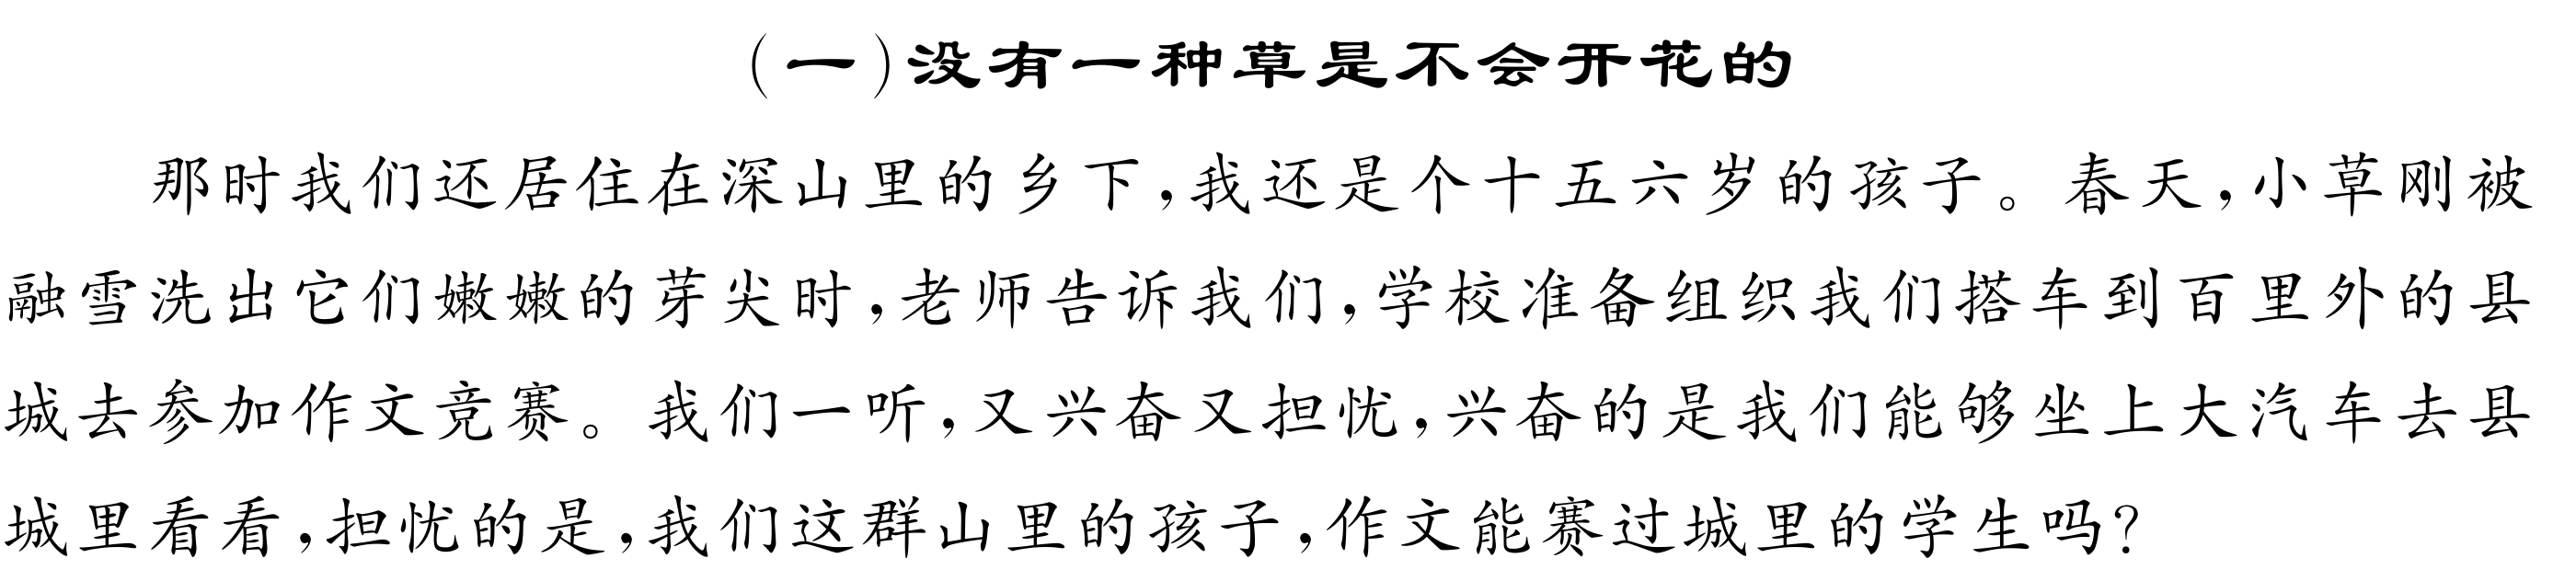 (一)没有一种草是不会开花的
那时我们还居住在深山里的乡下,我还是个十五六岁的孩子。春天,小草刚被
融雪洗出它们嫩嫩的芽尖时,老师告诉我们,学校准备组织我们搭车到百里外的县
城去参加作文竞赛。我们一听,又兴奋又担忧,兴奋的是我们能够坐上大汽车去县
城里看看,担忧的是,我们这群山里的孩子,作文能赛过城里的学生吗?